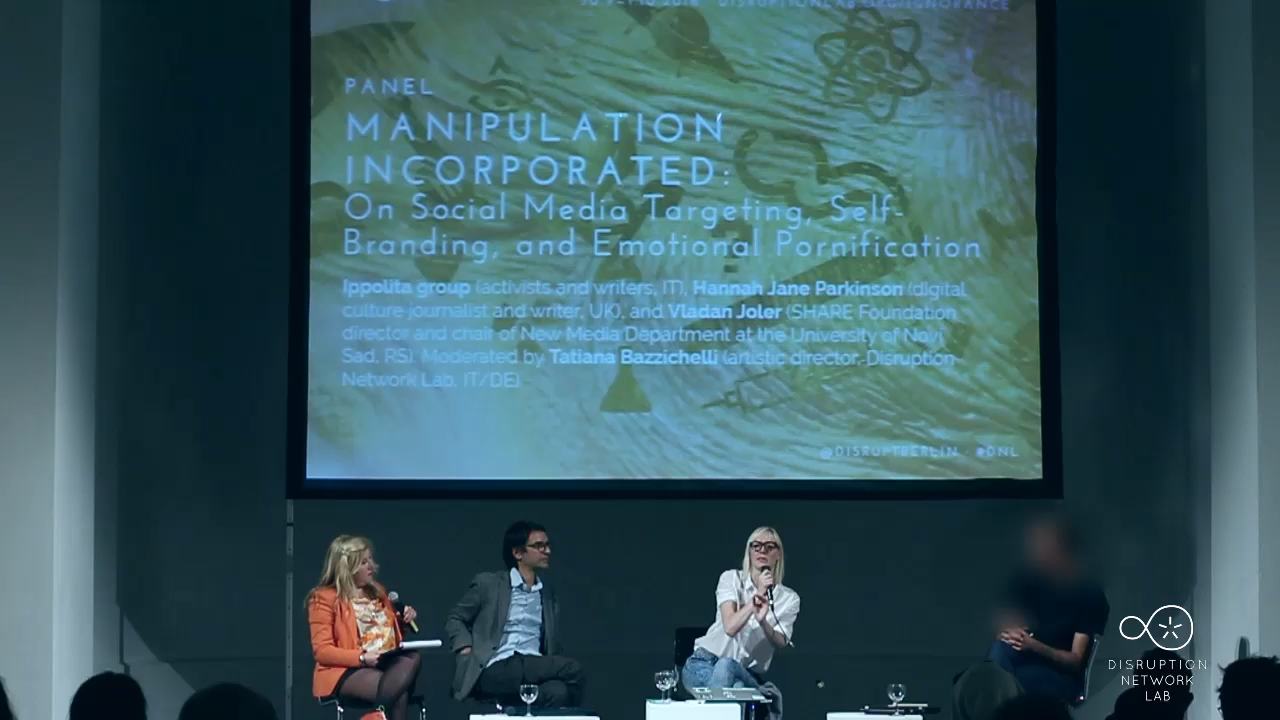 DISRUPTIONLAB.ORG/IGNORANCE
PANEL
MANIPULATION
INCORPORATED:
On Social Media Targeting, Self-
Branding, and Emotional Pornification
Ippolita group (activists and writers, IT), Hannah Jane Parkinson (digital
culture journalist and writer, UK), and Vladan Joler (SHARE Foundation
director and chair of New Media Department at the University of Novi
Sad, RS). Moderated by Tatiana Bazzichelli (artistic director, Disruption
Network Lab, IT/DE)
@DISRUPTBERLIN #DNL
DISRUPTION
NETWORK
LAB